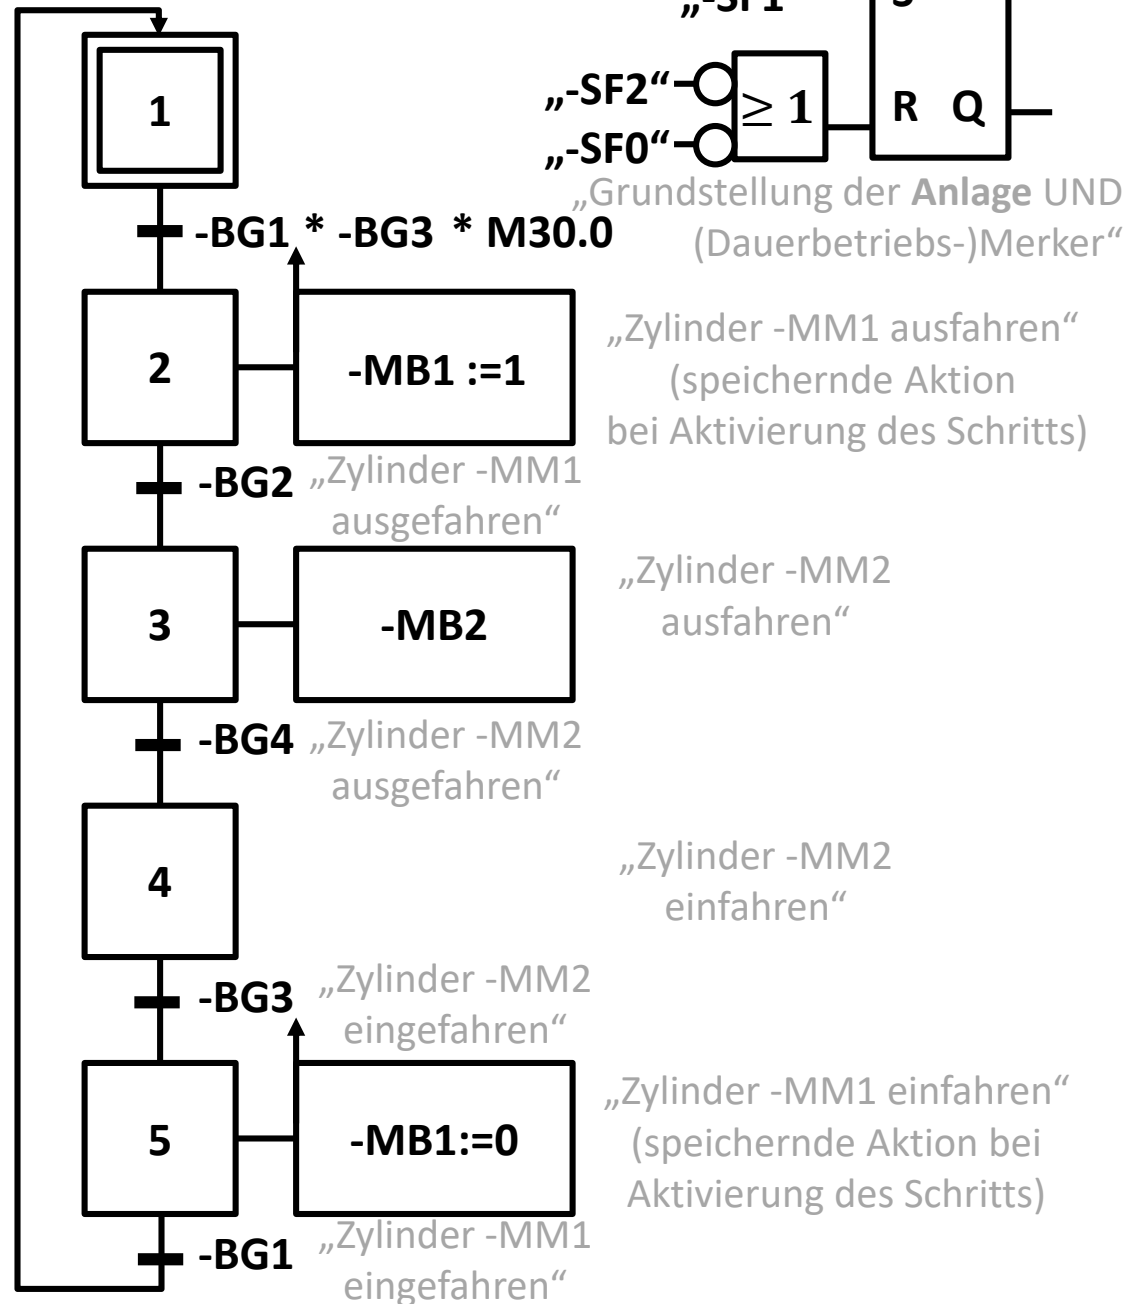 „-SF1
S
1
„-SF2“
≥ 1
R Q
„-SF0“
„Grundstellung der Anlage UND
(Dauerbetriebs-)Merker“
-BG1 * -BG3 * M30.0
2
-MB1 :=1
„Zylinder -MM1 ausfahren“
(speichernde Aktion
bei Aktivierung des Schritts)
-BG2 „Zylinder -MM1
ausgefahren“
3
-MB2
„Zylinder -MM2
ausfahren“
-BG4 „Zylinder -MM2
ausgefahren“
4
„Zylinder -MM2
einfahren“
-BG3 „Zylinder -MM2
eingefahren“
5
-MB1:=0
„Zylinder -MM1 einfahren“
(speichernde Aktion bei
Aktivierung des Schritts)
-BG1 „Zylinder -MM1
eingefahren“